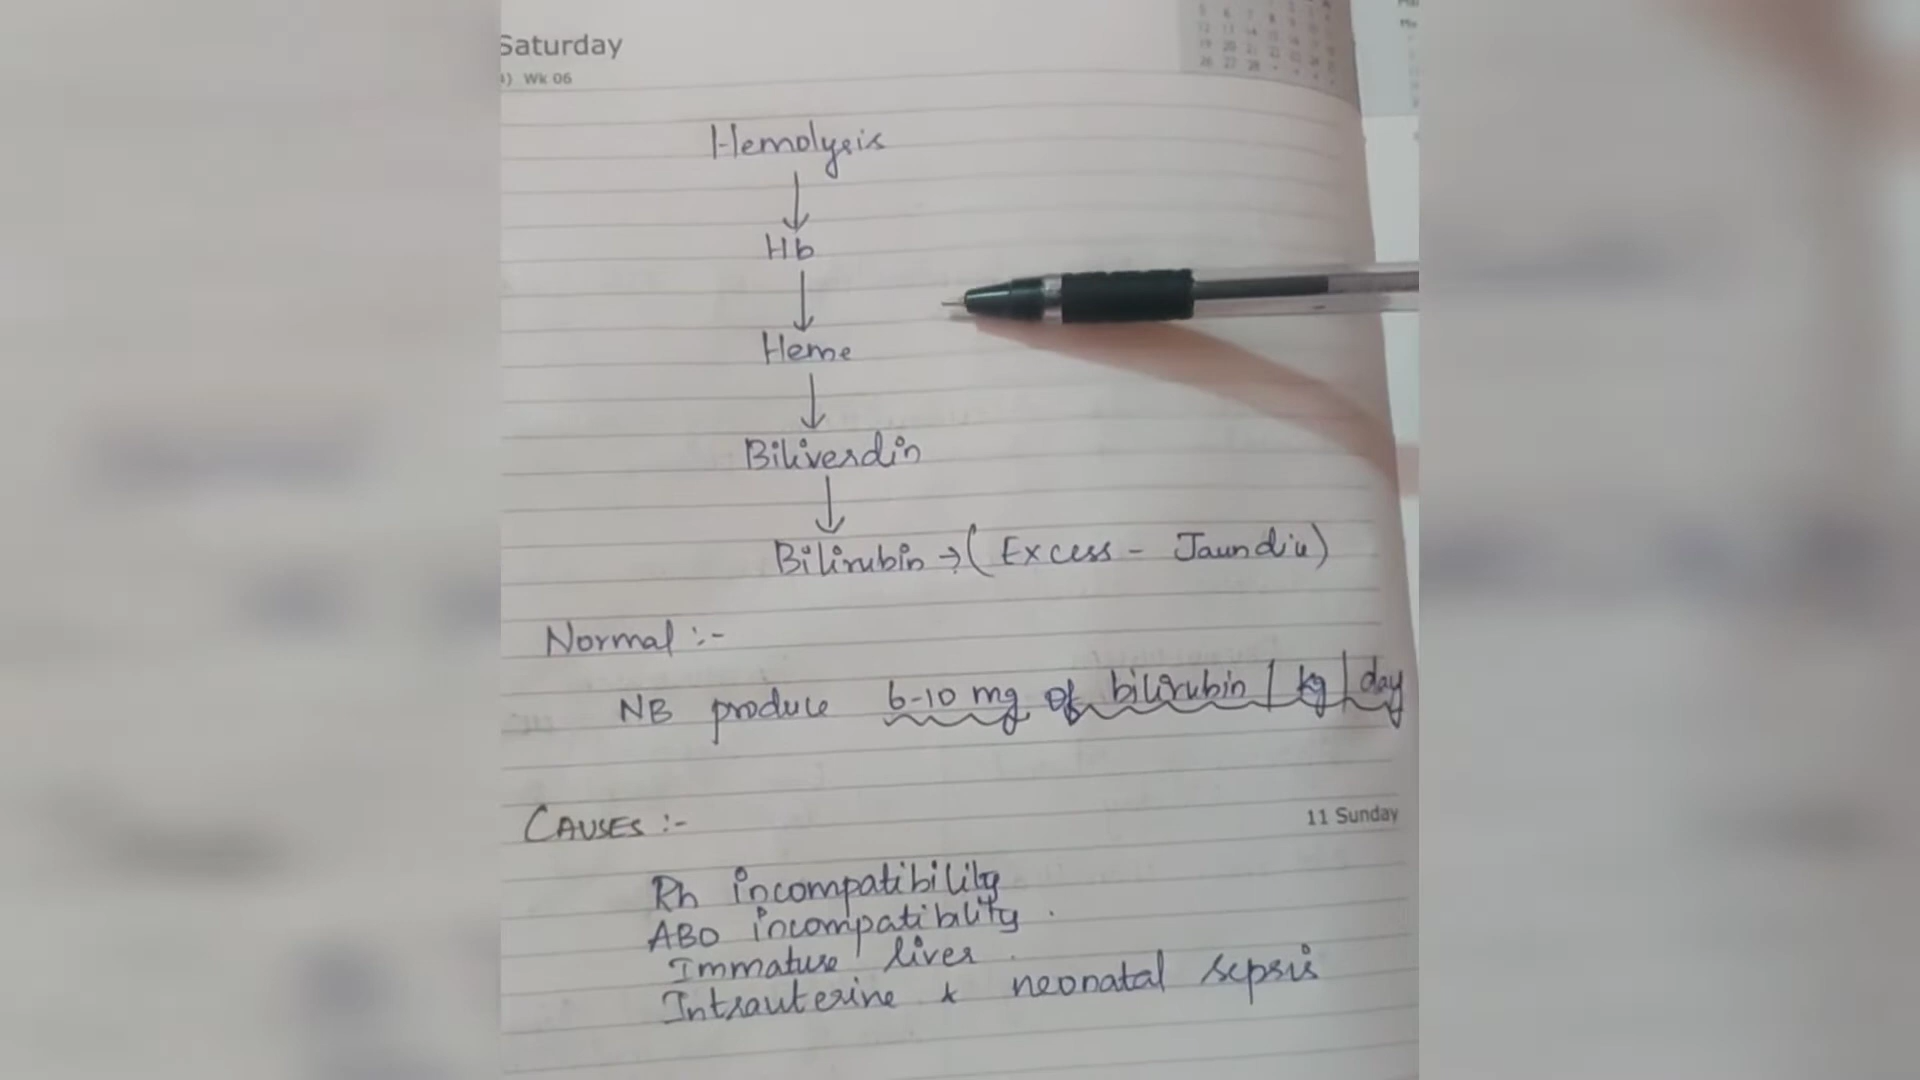 Saturday
Wk 06
Hemolysis
Hb
Heme
Biliverdin
Bilirubin → (Excess - Jaundice)
Normal :-
NB produce 6-10 mg of bilirubin / kg / day
CAUSES :-
11 Sunday
Rh incompatibility
ABO incompatibility .
Immature liver .
Intrauterine & neonatal sepsis